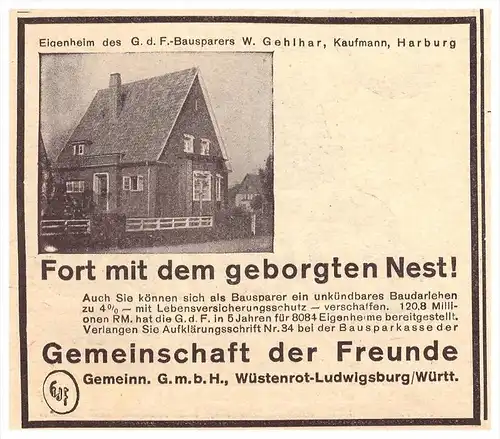 Eigenheim des G. d. F.-Bausparers W. Gehlhar, Kaufmann, Harburg
Fort mit dem geborgten Nest!
Auch Sie können sich als Bausparer ein unkündbares Baudarlehen
zu 4% – mit Lebensversicherungsschutz – verschaffen. 120,8 Milli-
onen RM. hat die G. d. F. in 5 Jahren für 8084 Eigenheime bereitgestellt.
Verlangen Sie Aufklärungsschrift Nr. 34 bei der Bausparkasse der
Gemeinschaft der Freunde
GdF
Gemeinn. G.m.b.H., Wüstenrot-Ludwigsburg/Württ.